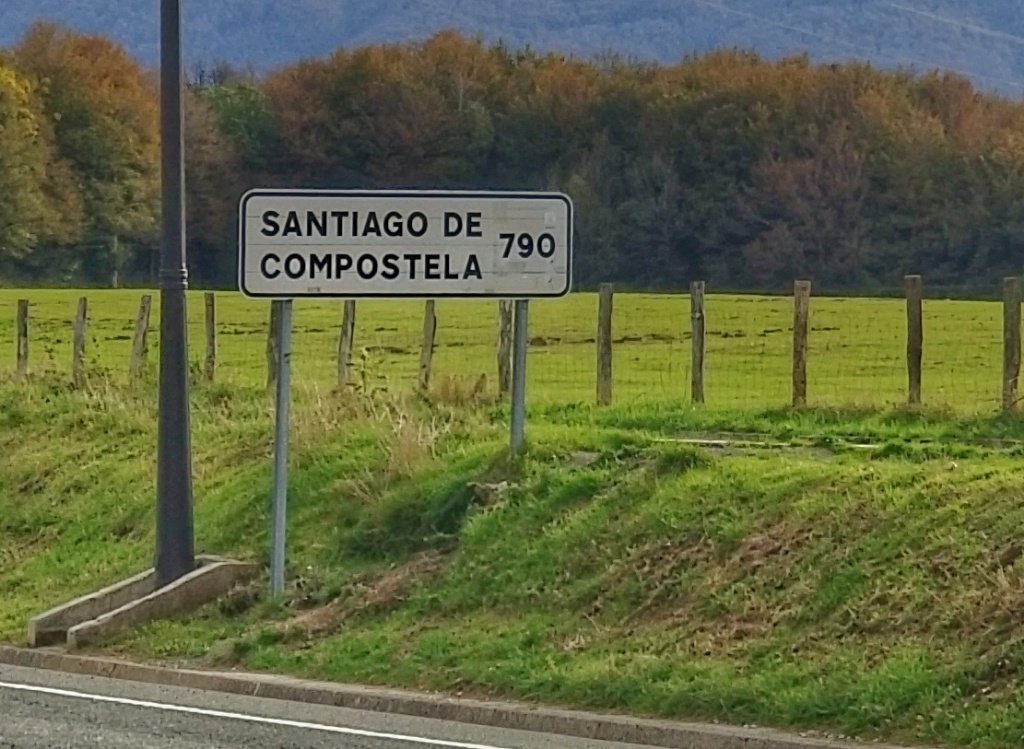 SANTIAGO DE
COMPOSTELA 790